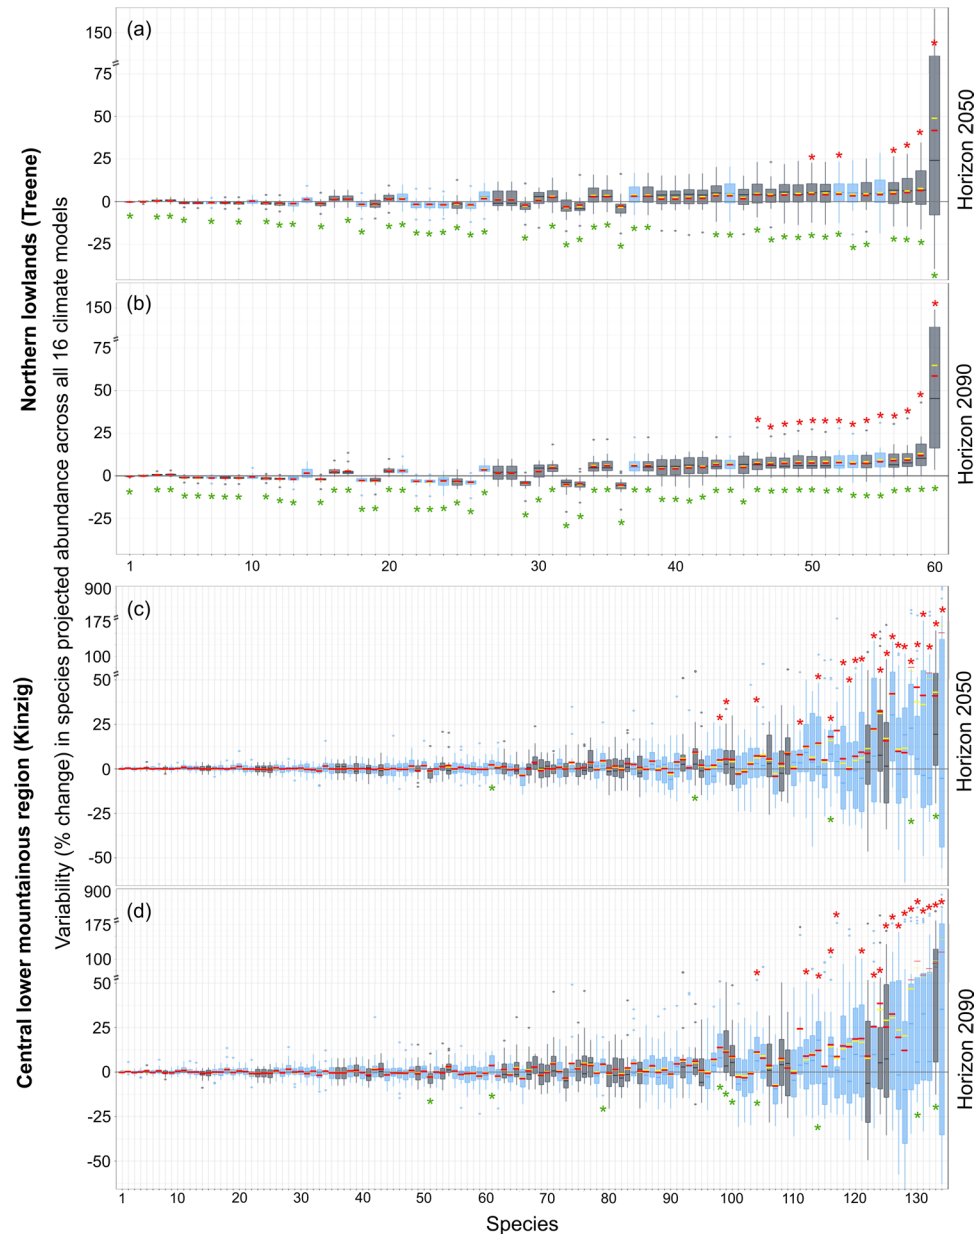 Northern lowlands (Treene)
Central lower mountainous region (Kinzig)
Variability (% change) in species projected abundance across all 16 climate models
(a)
150
75
50
25
0
-25
Horizon 2050
(b)
150
75
50
25
0
-25
Horizon 2090
1 10 20 30 40 50 60
(c)
900
175
100
50
25
0
-25
-50
Horizon 2050
(d)
900
175
100
50
25
0
-25
-50
Horizon 2090
1 10 20 30 40 50 60 70 80 90 100 110 120 130
Species